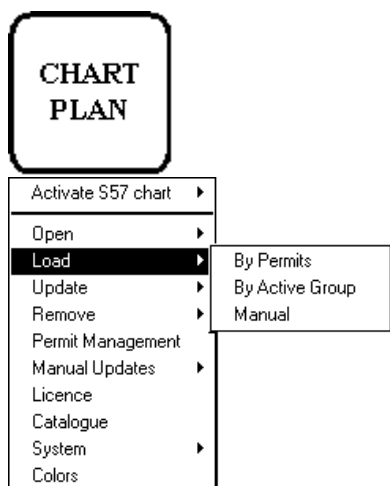 CHART
PLAN
Activate S57 chart
Open
Load
By Permits
Update
By Active Group
Remove
Manual
Permit Management
Manual Updates
Licence
Catalogue
System
Colors